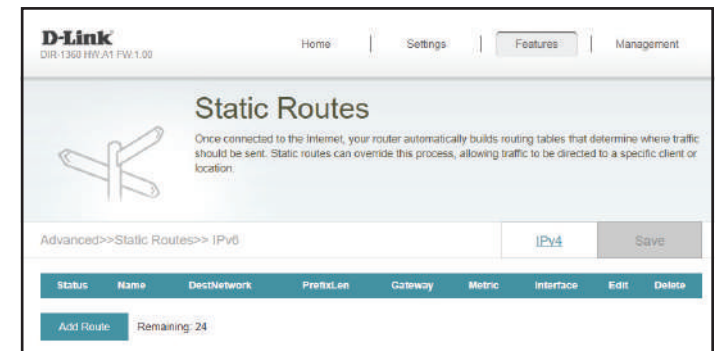 D-Link
DIR-1360 HW:A1 FW:1.00
Home | Settings | Features | Management
Static Routes
Once connected to the Internet, your router automatically builds routing tables that determine where traffic
should be sent. Static routes can override this process, allowing traffic to be directed to a specific client or
location.
Advanced>>Static Routes>> IPv6
IPv4
Save
Status Name DestNetwork PrefixLen Gateway Metric Interface Edit Delete
Add Route Remaining: 24